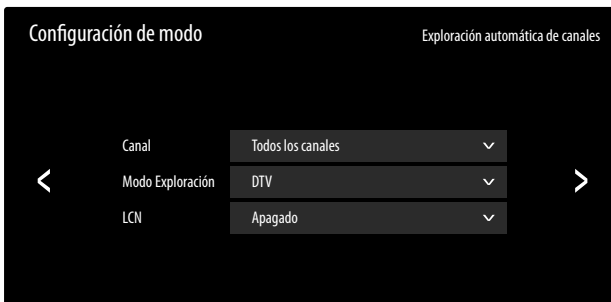 Configuración de modo
Exploración automática de canales
Canal
Todos los canales
Modo Exploración
DTV
LCN
Apagado